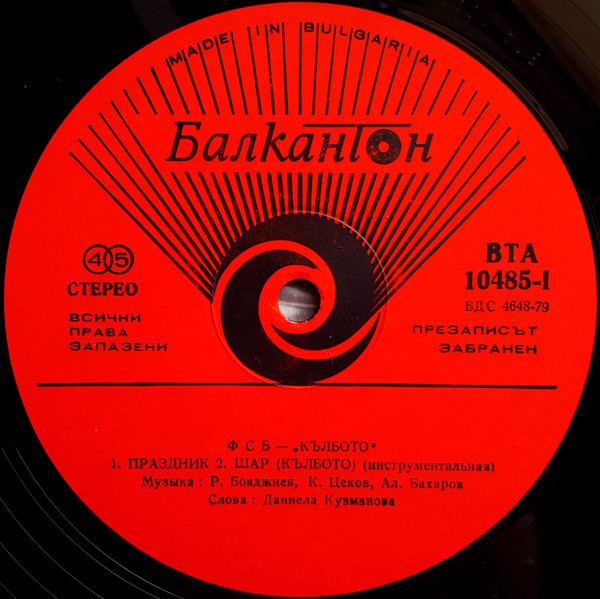 MADE IN BULGARIA
Балкантон
45
СТЕРЕО
ВСИЧКИ
ПРАВА
ЗАПАЗЕНИ
ВТА
10485-I
БДС 4648-79
ПРЕЗАПИСЪТ
ЗАБРАНЕН
ФСБ — „КЪЛБОТО"
1. ПРАЗДНИК 2. ШАР (КЪЛБОТО) (инструментальная)
Музыка: Р. Бояджиев, К. Цеков, Ал. Бахаров
Слова: Даниела Кузманова